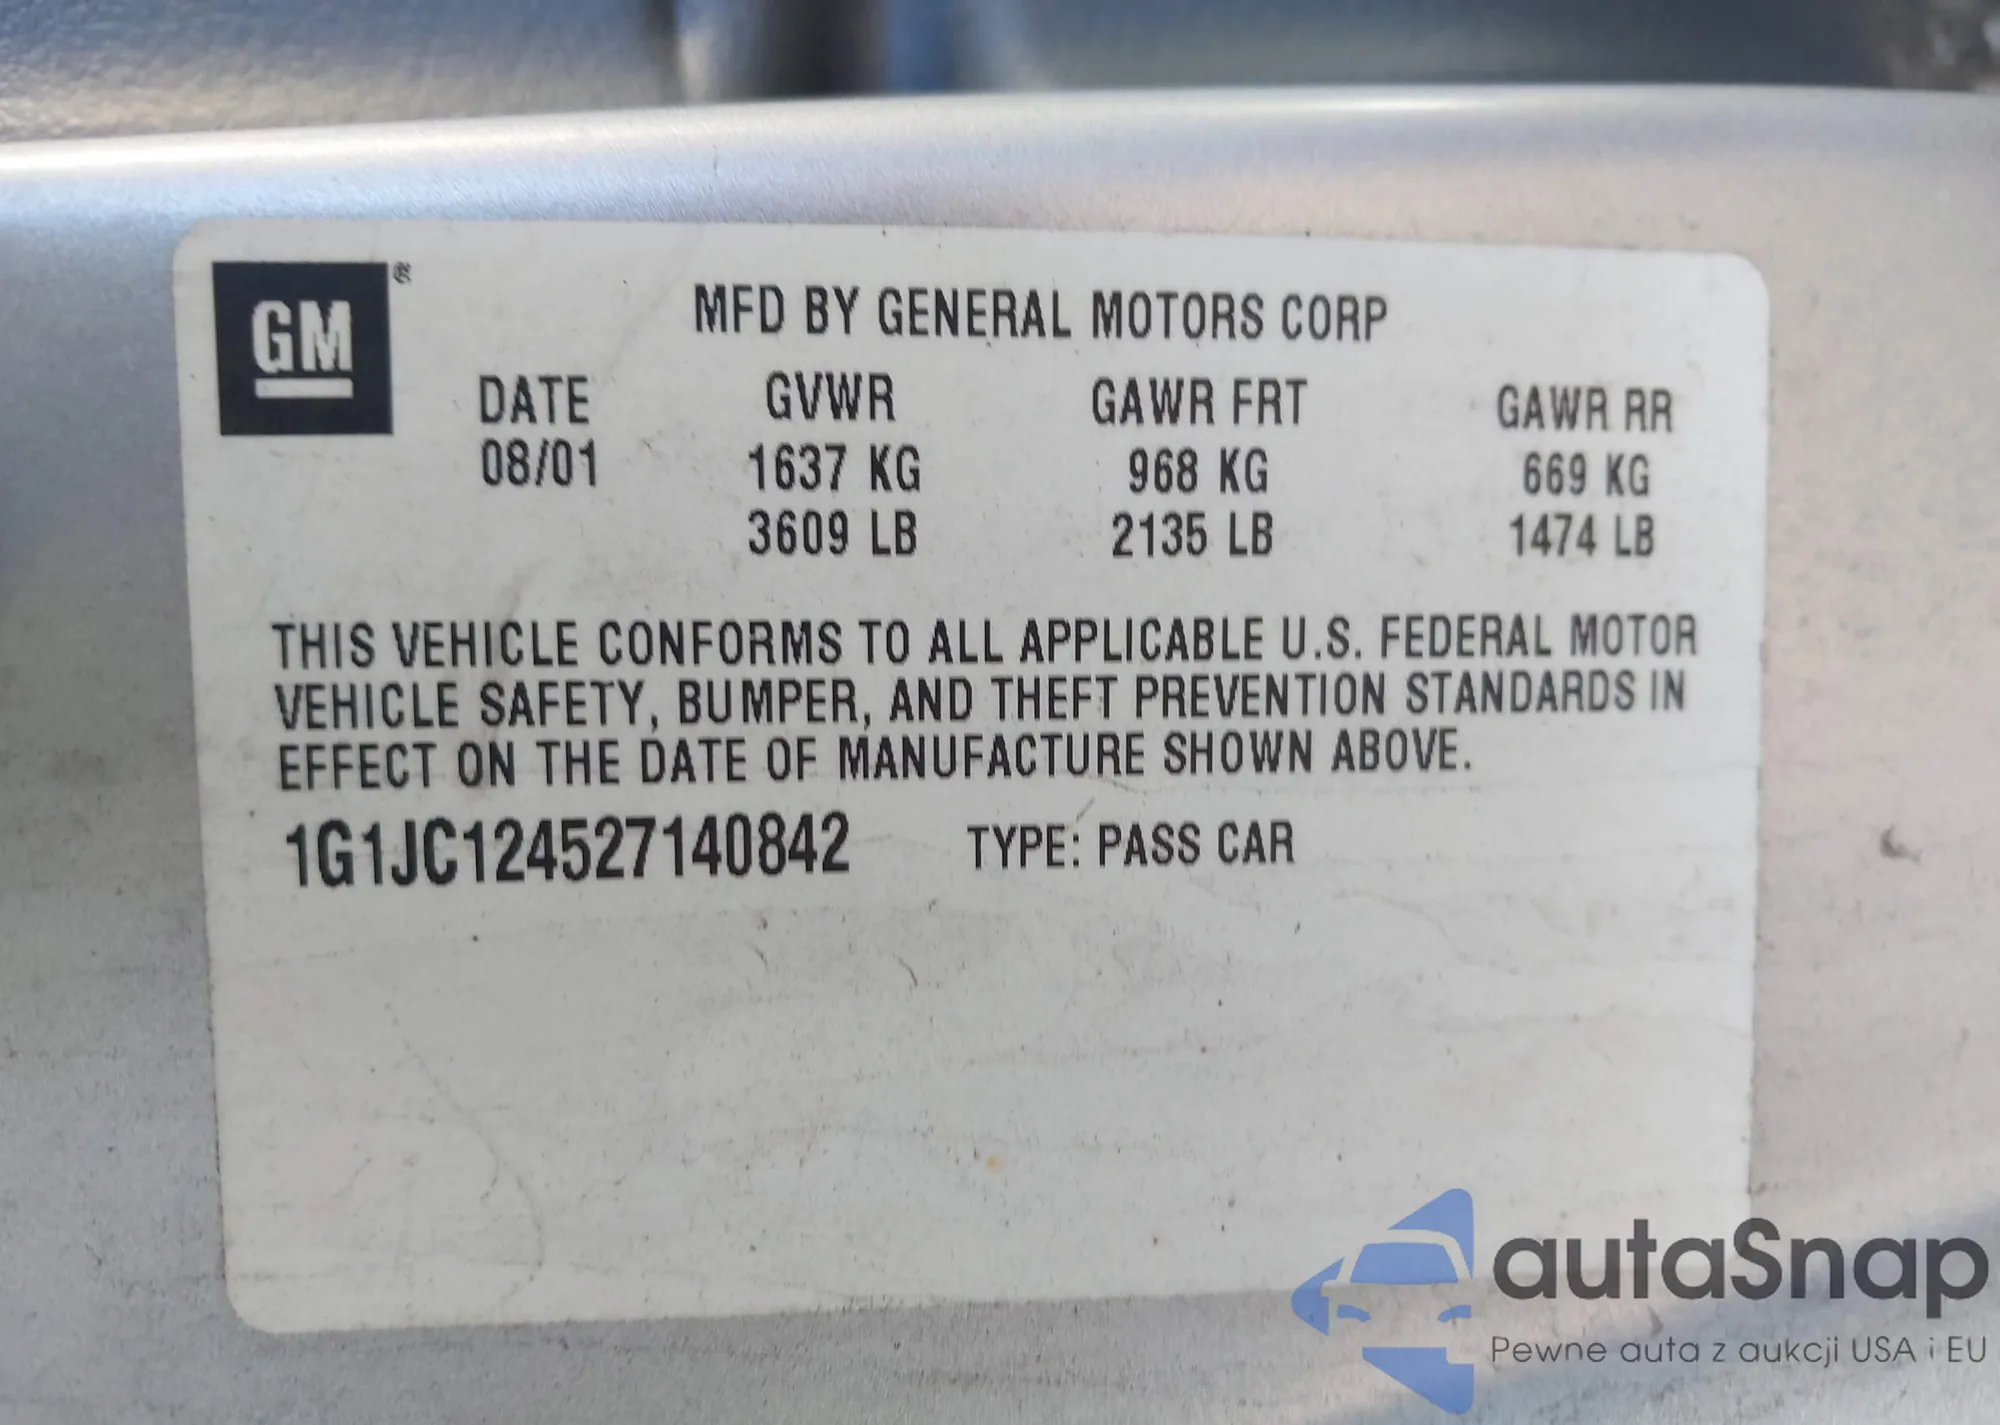 GM ®
MFD BY GENERAL MOTORS CORP
DATE GVWR GAWR FRT GAWR RR
08/01 1637 KG 968 KG 669 KG
3609 LB 2135 LB 1474 LB
THIS VEHICLE CONFORMS TO ALL APPLICABLE U.S. FEDERAL MOTOR
VEHICLE SAFETY, BUMPER, AND THEFT PREVENTION STANDARDS IN
EFFECT ON THE DATE OF MANUFACTURE SHOWN ABOVE.
1G1JC124527140842 TYPE: PASS CAR
autaSnap
Pewne auta z aukcji USA i EU